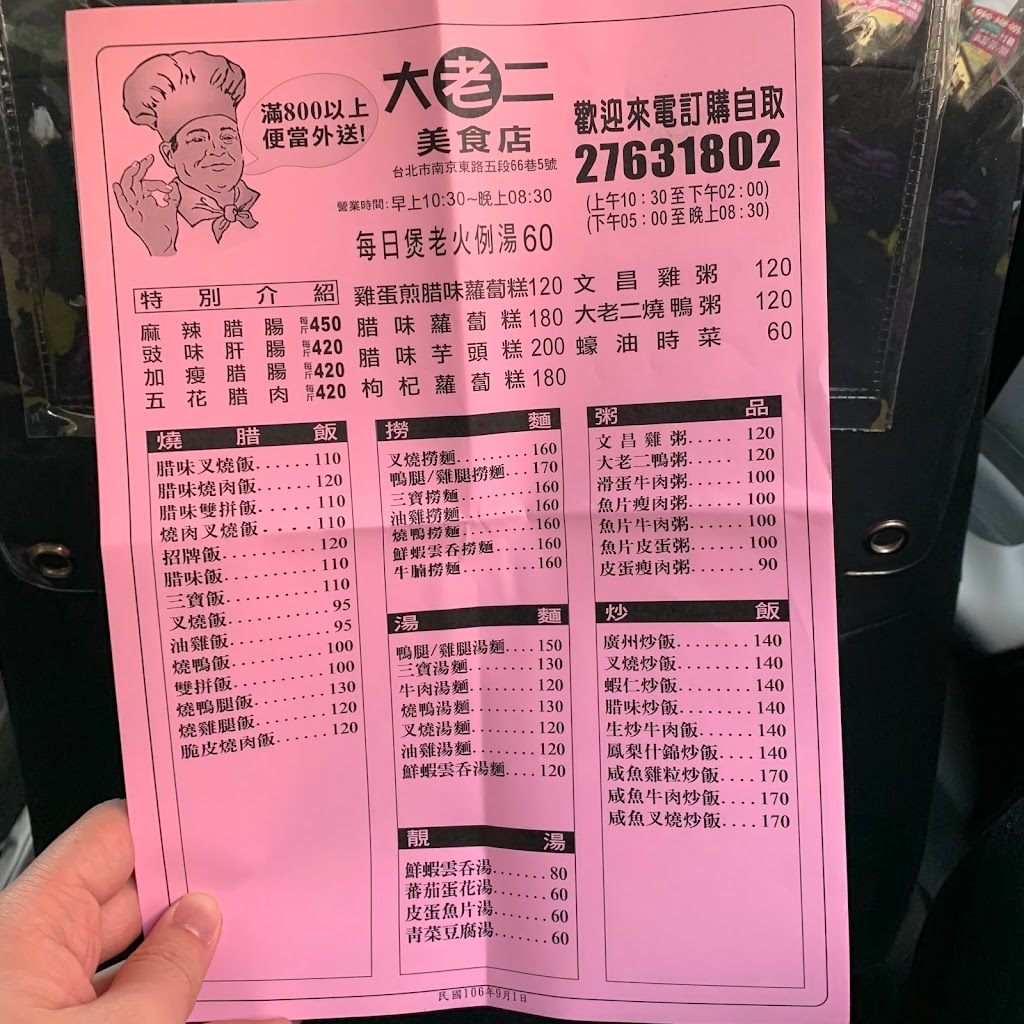 滿800以上
便當外送!
大老二
美食店
台北市南京東路五段66巷5號
營業時間:早上10:30~晚上08:30
每日煲老火例湯60
歡迎來電訂購自取
27631802
(上午10:30至下午02:00)
(下午05:00至晚上08:30)
特別介紹
麻辣腊腸每斤450
豉味肝腸每斤420
加瘦腊腸每斤420
五花腊肉每斤420
雞蛋煎腊味蘿蔔糕120
腊味蘿蔔糕180
腊味芋頭糕200
枸杞蘿蔔糕180
文昌雞粥 120
大老二燒鴨粥 120
蠔油時菜 60
燒腊飯
腊味叉燒飯......110
腊味燒肉飯......120
腊味雙拼飯......110
燒肉叉燒飯......110
招牌飯..........120
腊味飯..........110
三寶飯..........110
叉燒飯..........95
油雞飯..........95
燒鴨飯..........100
雙拼飯..........100
燒鴨腿飯........130
燒雞腿飯........120
脆皮燒肉飯......120
撈麵
叉燒撈麵........160
鴨腿/雞腿撈麵...170
三寶撈麵........160
油雞撈麵........160
燒鴨撈麵........160
鮮蝦雲吞撈麵....160
牛腩撈麵........160
湯麵
鴨腿/雞腿湯麵....150
三寶湯麵........130
牛肉湯麵........120
燒鴨湯麵........130
叉燒湯麵........120
油雞湯麵........120
鮮蝦雲吞湯麵....120
靚湯
鮮蝦雲吞湯.......80
蕃茄蛋花湯.......60
皮蛋魚片湯.......60
青菜豆腐湯.......60
粥品
文昌雞粥.....120
大老二鴨粥.....120
滑蛋牛肉粥......100
魚片瘦肉粥......100
魚片牛肉粥......100
魚片皮蛋粥......100
皮蛋瘦肉粥.......90
炒飯
廣州炒飯........140
叉燒炒飯........140
蝦仁炒飯........140
腊味炒飯........140
生炒牛肉飯......140
鳳梨什錦炒飯....140
咸魚雞粒炒飯....170
咸魚牛肉炒飯....170
咸魚叉燒炒飯....170
民國106年9月1日